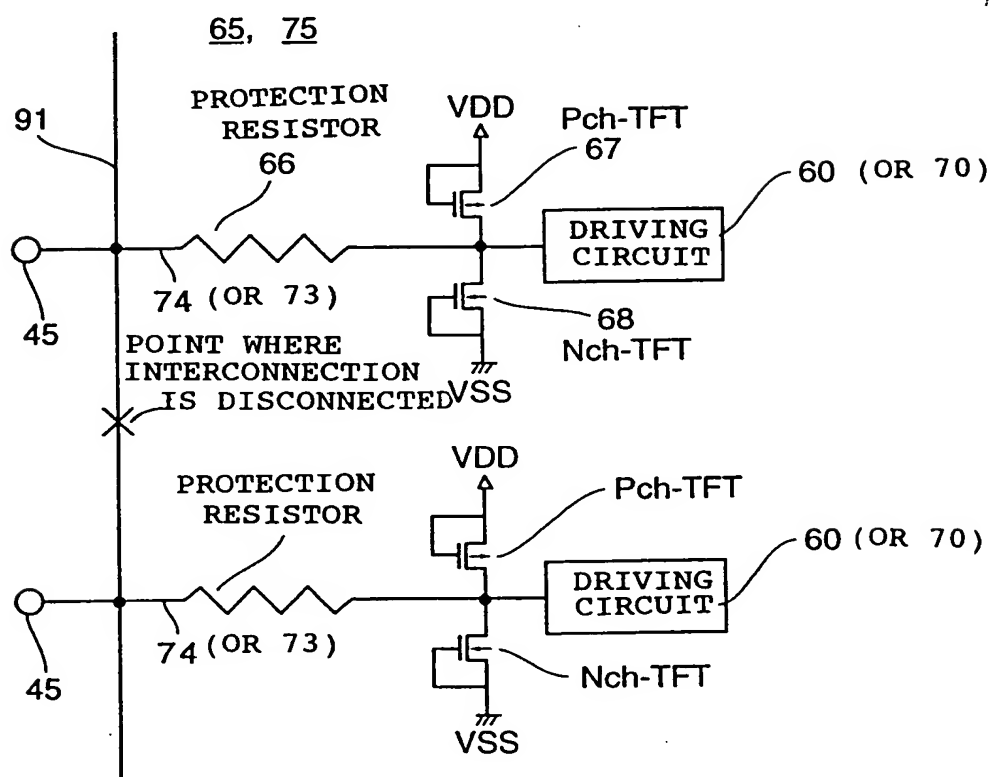 65, 75
PROTECTION
RESISTOR
66
91
VDD
Pch-TFT
67
60 (OR 70)
DRIVING
CIRCUIT
45
74 (OR 73)
68
Nch-TFT
VSS
POINT WHERE
INTERCONNECTION
IS DISCONNECTED
PROTECTION
RESISTOR
VDD
Pch-TFT
60 (OR 70)
DRIVING
CIRCUIT
45
74 (OR 73)
Nch-TFT
VSS